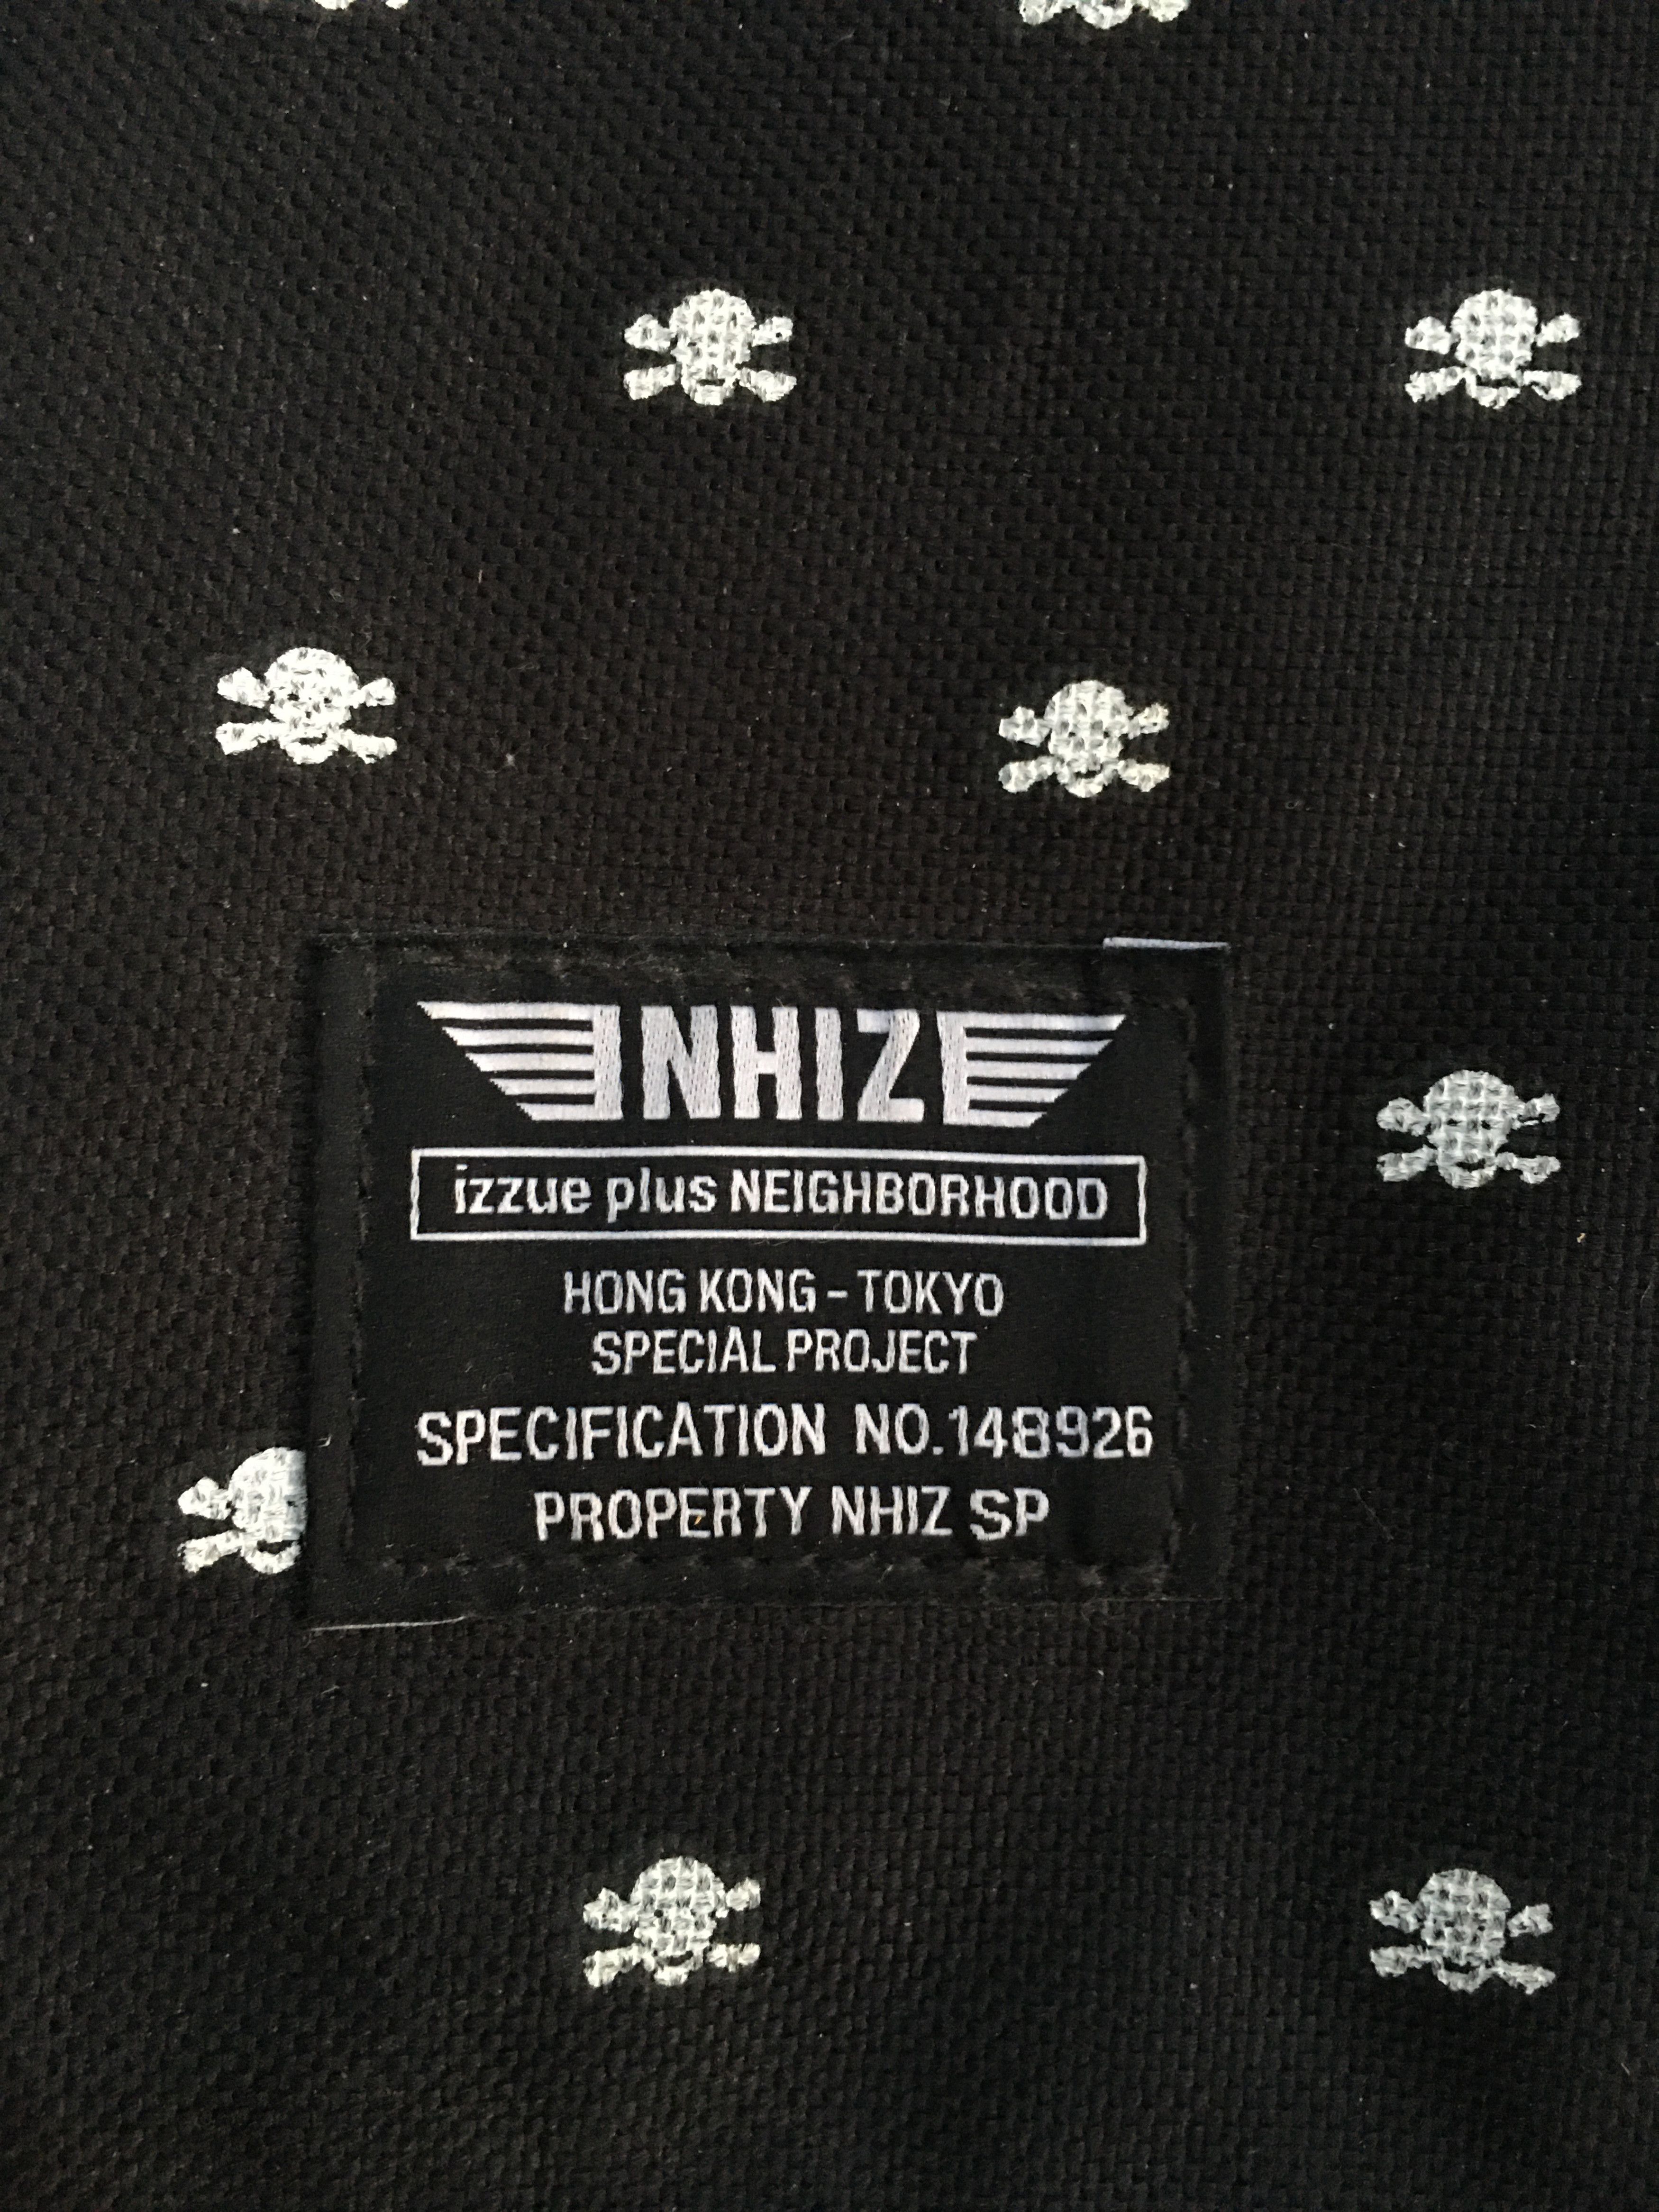 NHIZ
izzue plus NEIGHBORHOOD
HONG KONG – TOKYO
SPECIAL PROJECT
SPECIFICATION NO.148926
PROPERTY NHIZ SP